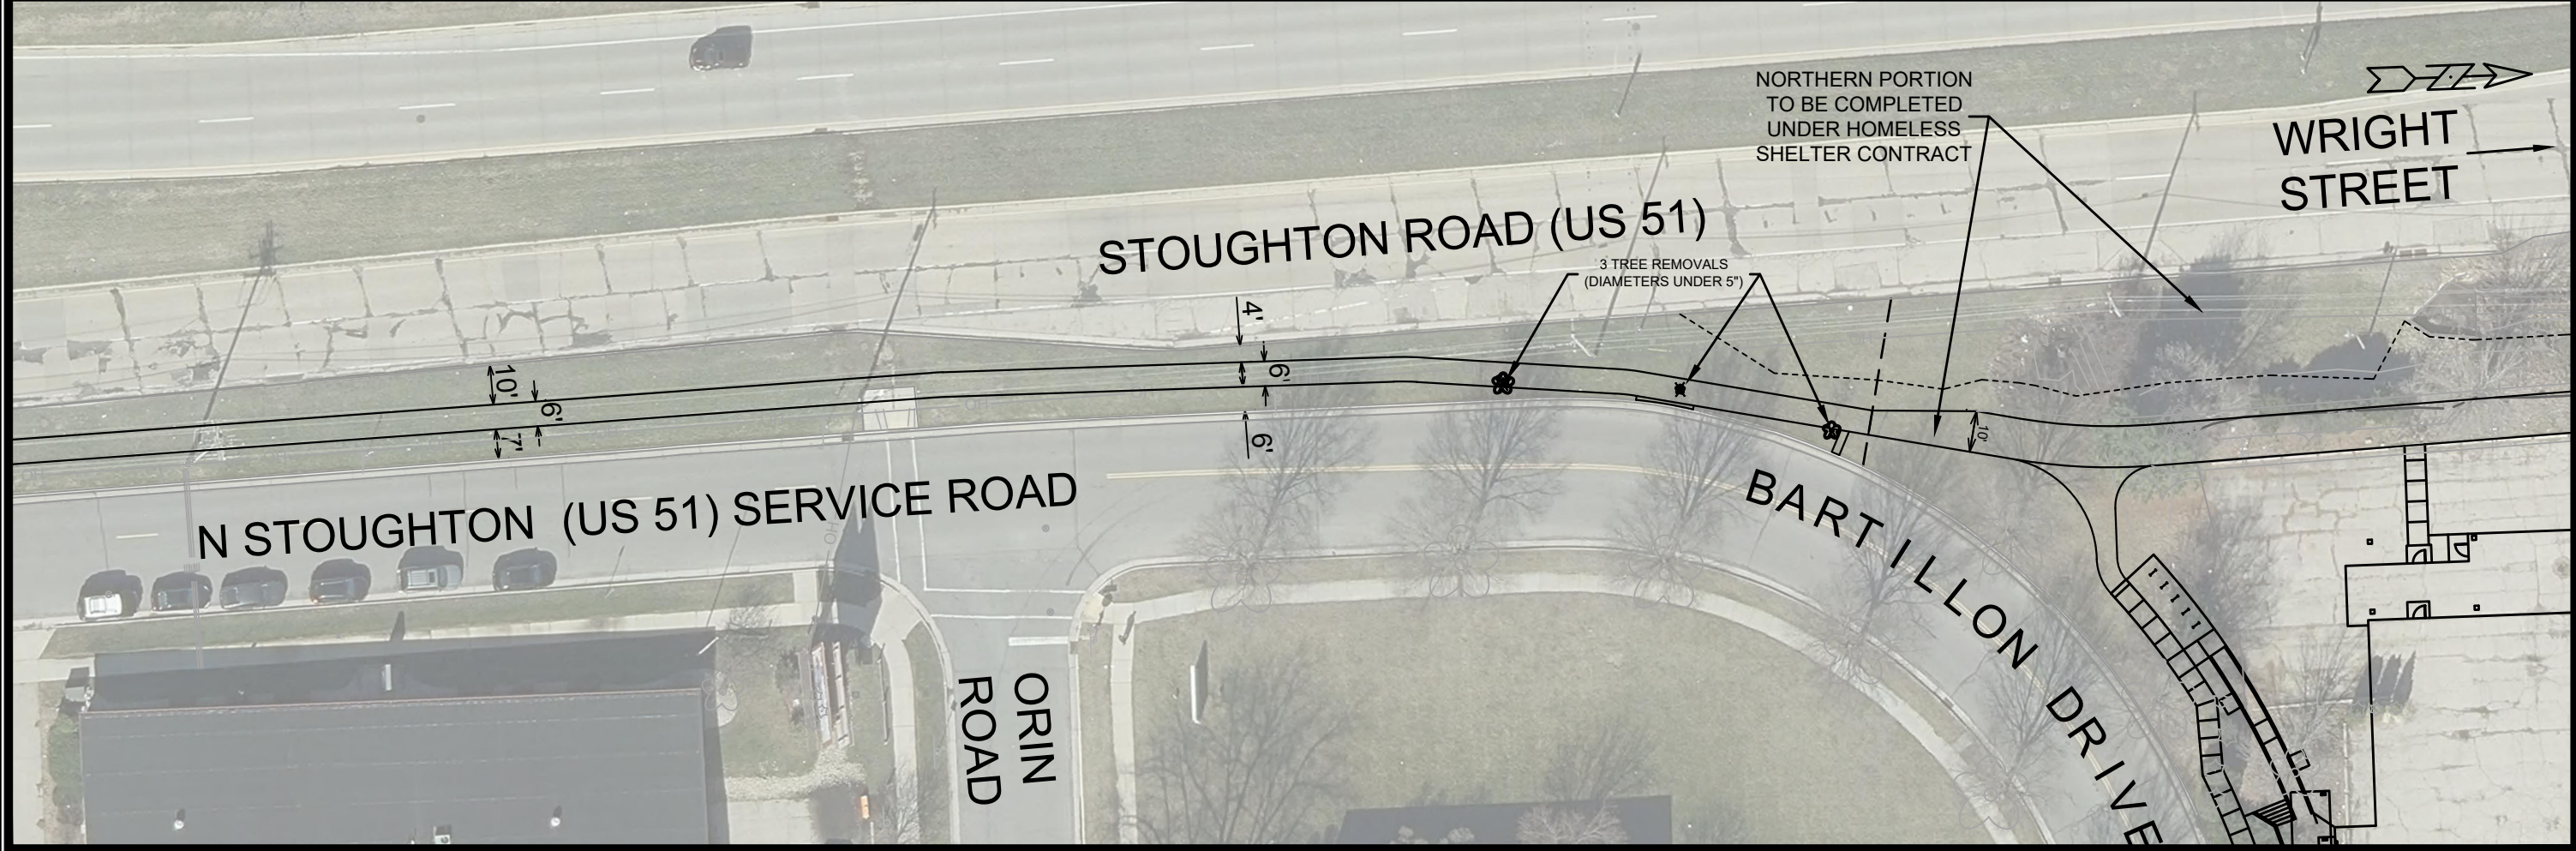 NORTHERN PORTION
TO BE COMPLETED
UNDER HOMELESS
SHELTER CONTRACT
WRIGHT
STREET
STOUGHTON ROAD (US 51)
3 TREE REMOVALS
(DIAMETERS UNDER 5")
4'
6'
6'
10'
6'
7'
10'
N STOUGHTON (US 51) SERVICE ROAD
BARTILLON DRIVE
ORIN
ROAD